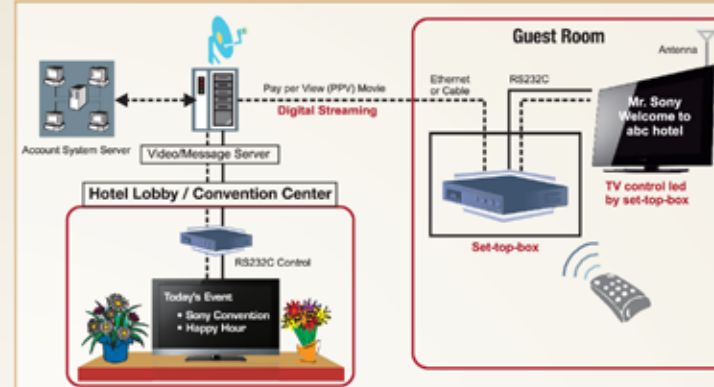 Guest Room
Antenna
Ethernet
or Cable
RS232C
Pay per View (PPV) Movie
Digital Streaming
Mr. Sony
Welcome to
abc hotel
Account System Server
Video/Message Server
TV control led
by set-top-box
Hotel Lobby / Convention Center
Set-top-box
RS232C Control
Today's Event
• Sony Convention
• Happy Hour